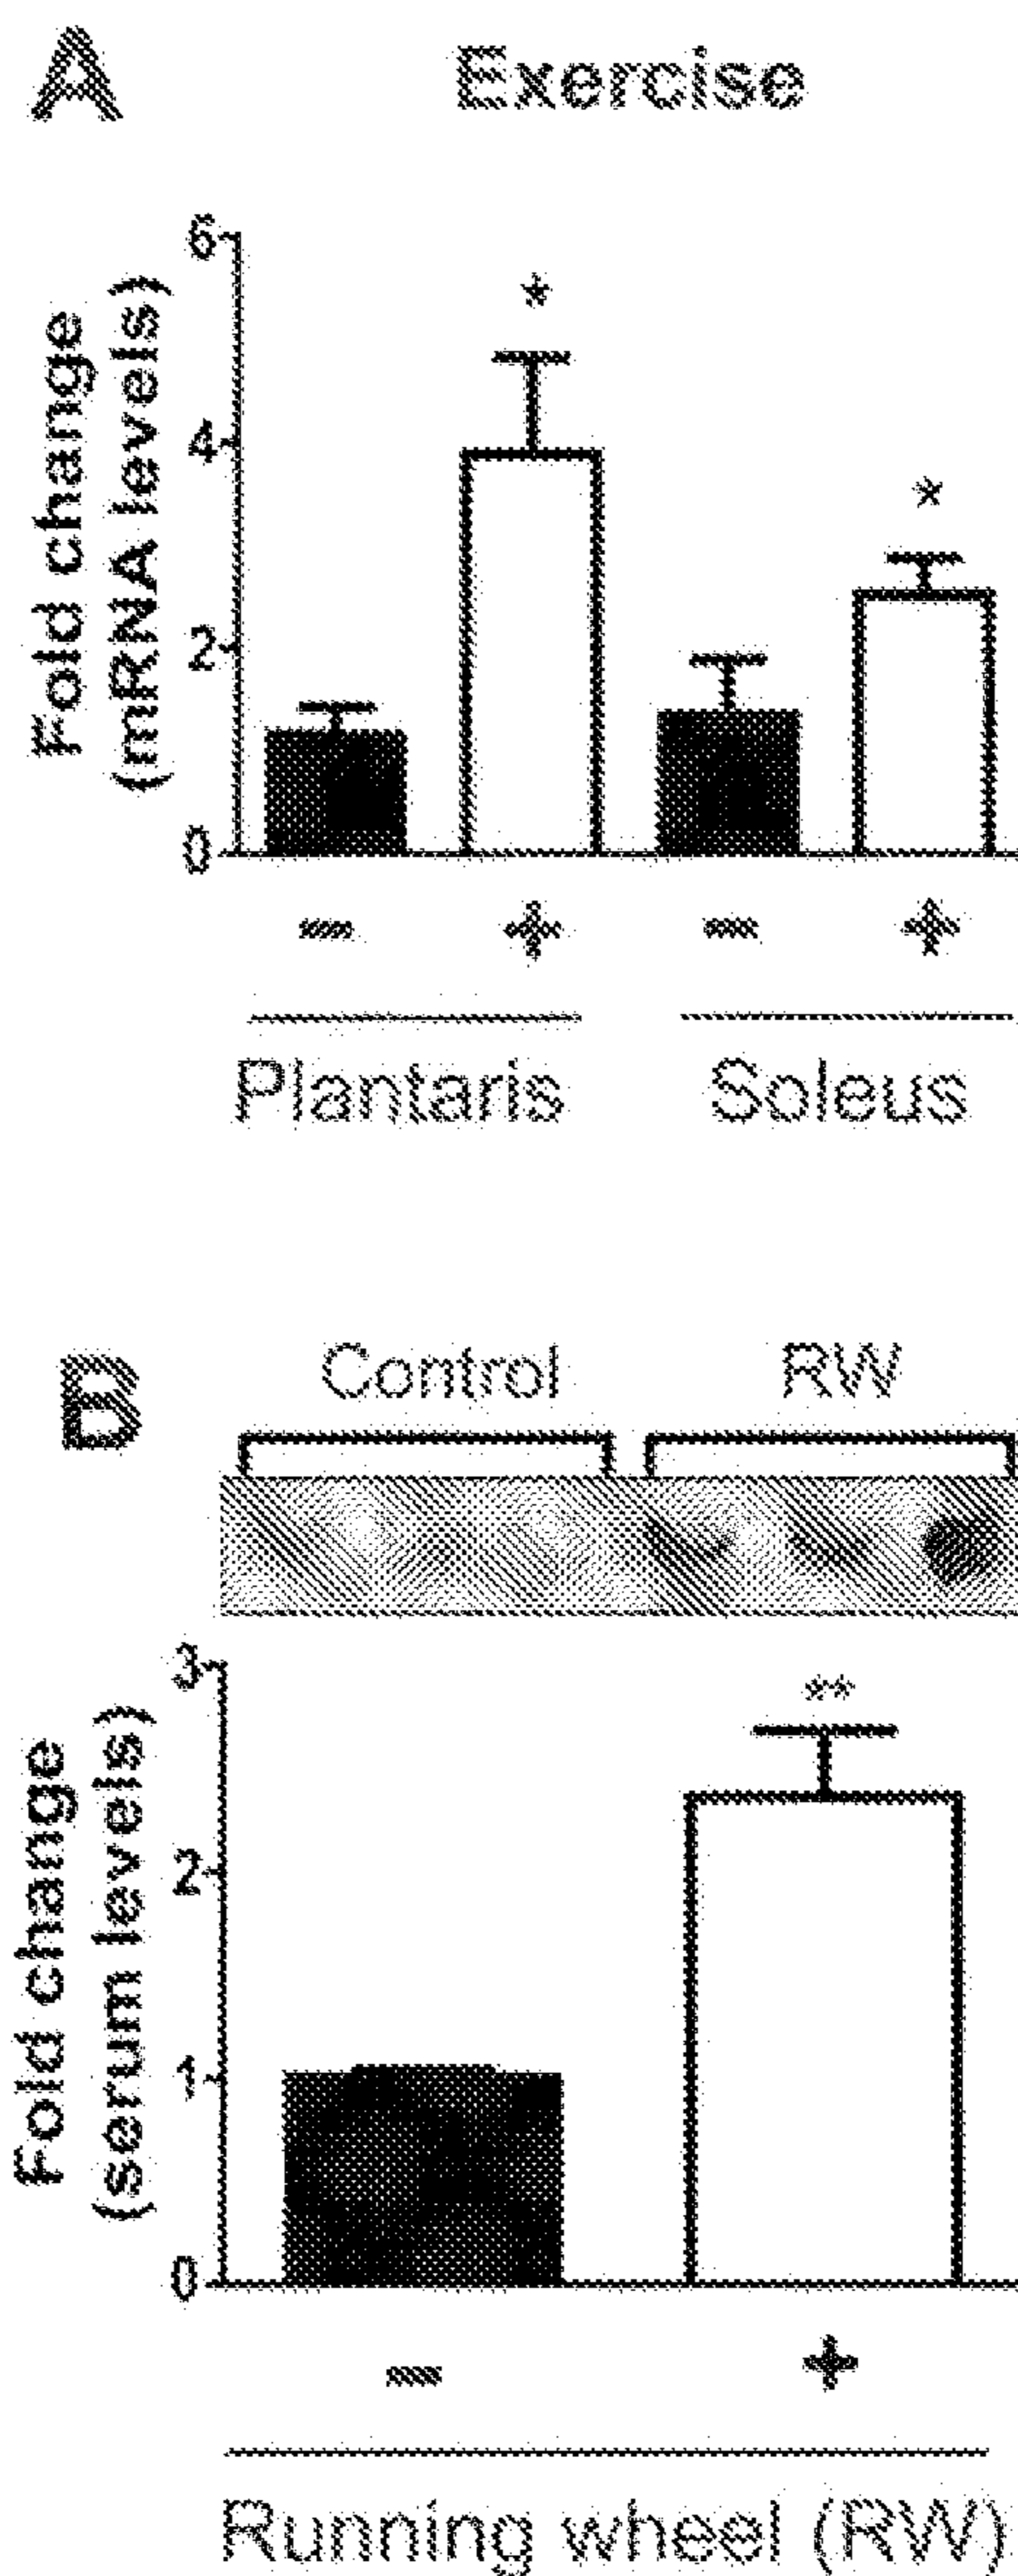 A
Exercise
Fold change
(mRNA levels)
6
4
2
0
*
*
– + – +
Plantaris Soleus
B
Control RW
Fold change
(serum levels)
3
2
1
0
**
– +
Running wheel (RW)